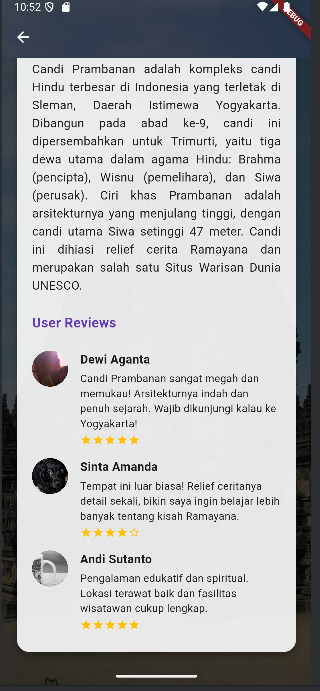 10:52
DEBUG
Candi Prambanan adalah kompleks candi
Hindu terbesar di Indonesia yang terletak di
Sleman, Daerah Istimewa Yogyakarta.
Dibangun pada abad ke-9, candi ini
dipersembahkan untuk Trimurti, yaitu tiga
dewa utama dalam agama Hindu: Brahma
(pencipta), Wisnu (pemelihara), dan Siwa
(perusak). Ciri khas Prambanan adalah
arsitekturnya yang menjulang tinggi, dengan
candi utama Siwa setinggi 47 meter. Candi
ini dihiasi relief cerita Ramayana dan
merupakan salah satu Situs Warisan Dunia
UNESCO.
User Reviews
Dewi Aganta
Candi Prambanan sangat megah dan
memukau! Arsitekturnya indah dan
penuh sejarah. Wajib dikunjungi kalau ke
Yogyakarta!
Sinta Amanda
Tempat ini luar biasa! Relief ceritanya
detail sekali, bikin saya ingin belajar lebih
banyak tentang kisah Ramayana.
Andi Sutanto
Pengalaman edukatif dan spiritual.
Lokasi terawat baik dan fasilitas
wisatawan cukup lengkap.